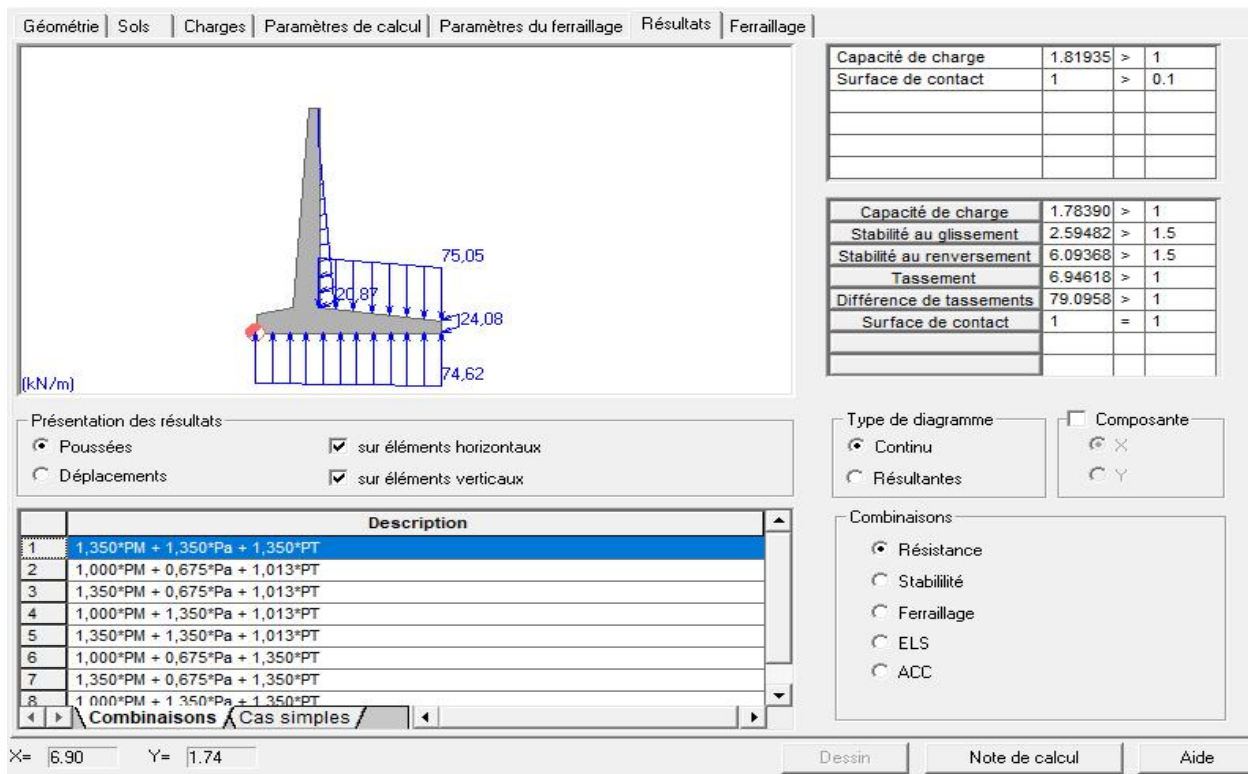 Géométrie Sols Charges Paramètres de calcul Paramètres du ferraillage Résultats Ferraillage
75,05
20,87
24,08
74,62
(kN/m)
Capacité de charge 1.81935 > 1
Surface de contact 1 > 0.1
Capacité de charge 1.78390 > 1
Stabilité au glissement 2.59482 > 1.5
Stabilité au renversement 6.09368 > 1.5
Tassement 6.94618 > 1
Différence de tassements 79.0958 > 1
Surface de contact 1 = 1
Présentation des résultats
Poussées sur éléments horizontaux
Déplacements sur éléments verticaux
Type de diagramme
Continu
Résultantes
Composante
X
Y
Description
1 1,350*PM + 1,350*Pa + 1,350*PT
2 1,000*PM + 0,675*Pa + 1,013*PT
3 1,350*PM + 0,675*Pa + 1,013*PT
4 1,000*PM + 1,350*Pa + 1,013*PT
5 1,350*PM + 1,350*Pa + 1,013*PT
6 1,000*PM + 0,675*Pa + 1,350*PT
7 1,350*PM + 0,675*Pa + 1,350*PT
8 1,000*PM + 1,350*Pa + 1,350*PT
Combinaisons Cas simples
Combinaisons
Résistance
Stabililité
Ferraillage
ELS
ACC
X= 6.90 Y= 1.74
Dessin Note de calcul Aide